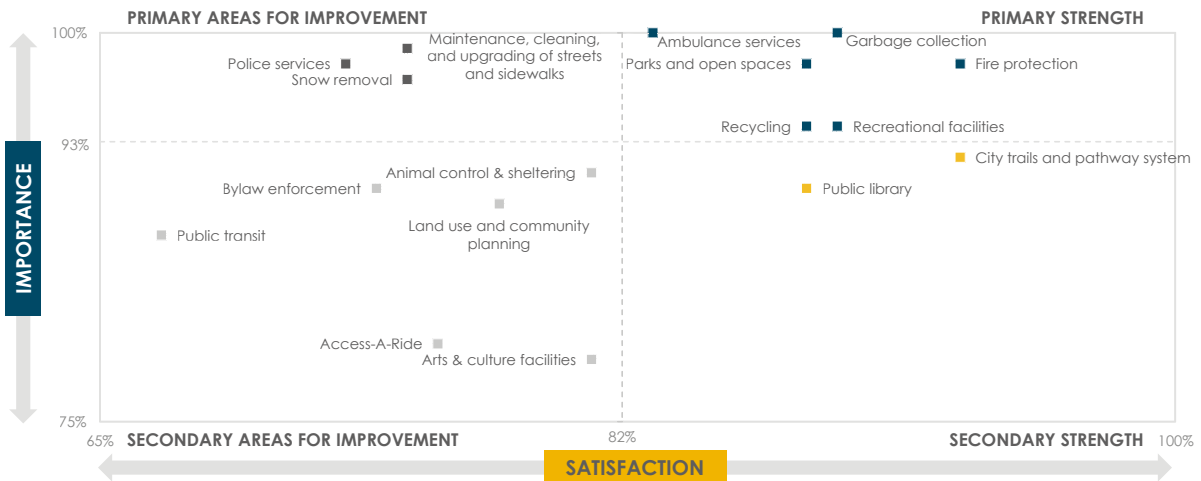 PRIMARY AREAS FOR IMPROVEMENT
PRIMARY STRENGTH
100%
Maintenance, cleaning,
and upgrading of streets
and sidewalks
Ambulance services
Garbage collection
Police services
Parks and open spaces
Fire protection
Snow removal
Recycling
Recreational facilities
93%
City trails and pathway system
Animal control & sheltering
Bylaw enforcement
Public library
Land use and community
planning
Public transit
IMPORTANCE
Access-A-Ride
Arts & culture facilities
75%
65%
SECONDARY AREAS FOR IMPROVEMENT
82%
SECONDARY STRENGTH
100%
SATISFACTION